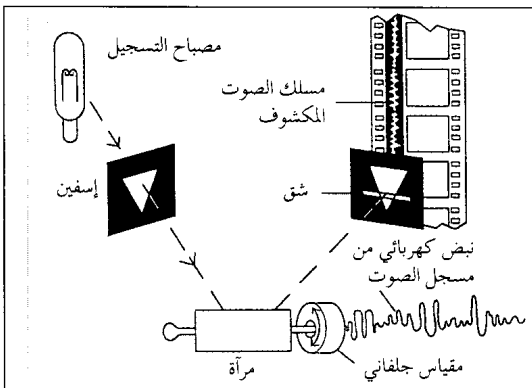 مصباح التسجيل
مسلك الصوت
المكشوف
إسفين
شق
نبض كهربائي من
مسجل الصوت
مرآة
مقياس جلفاني